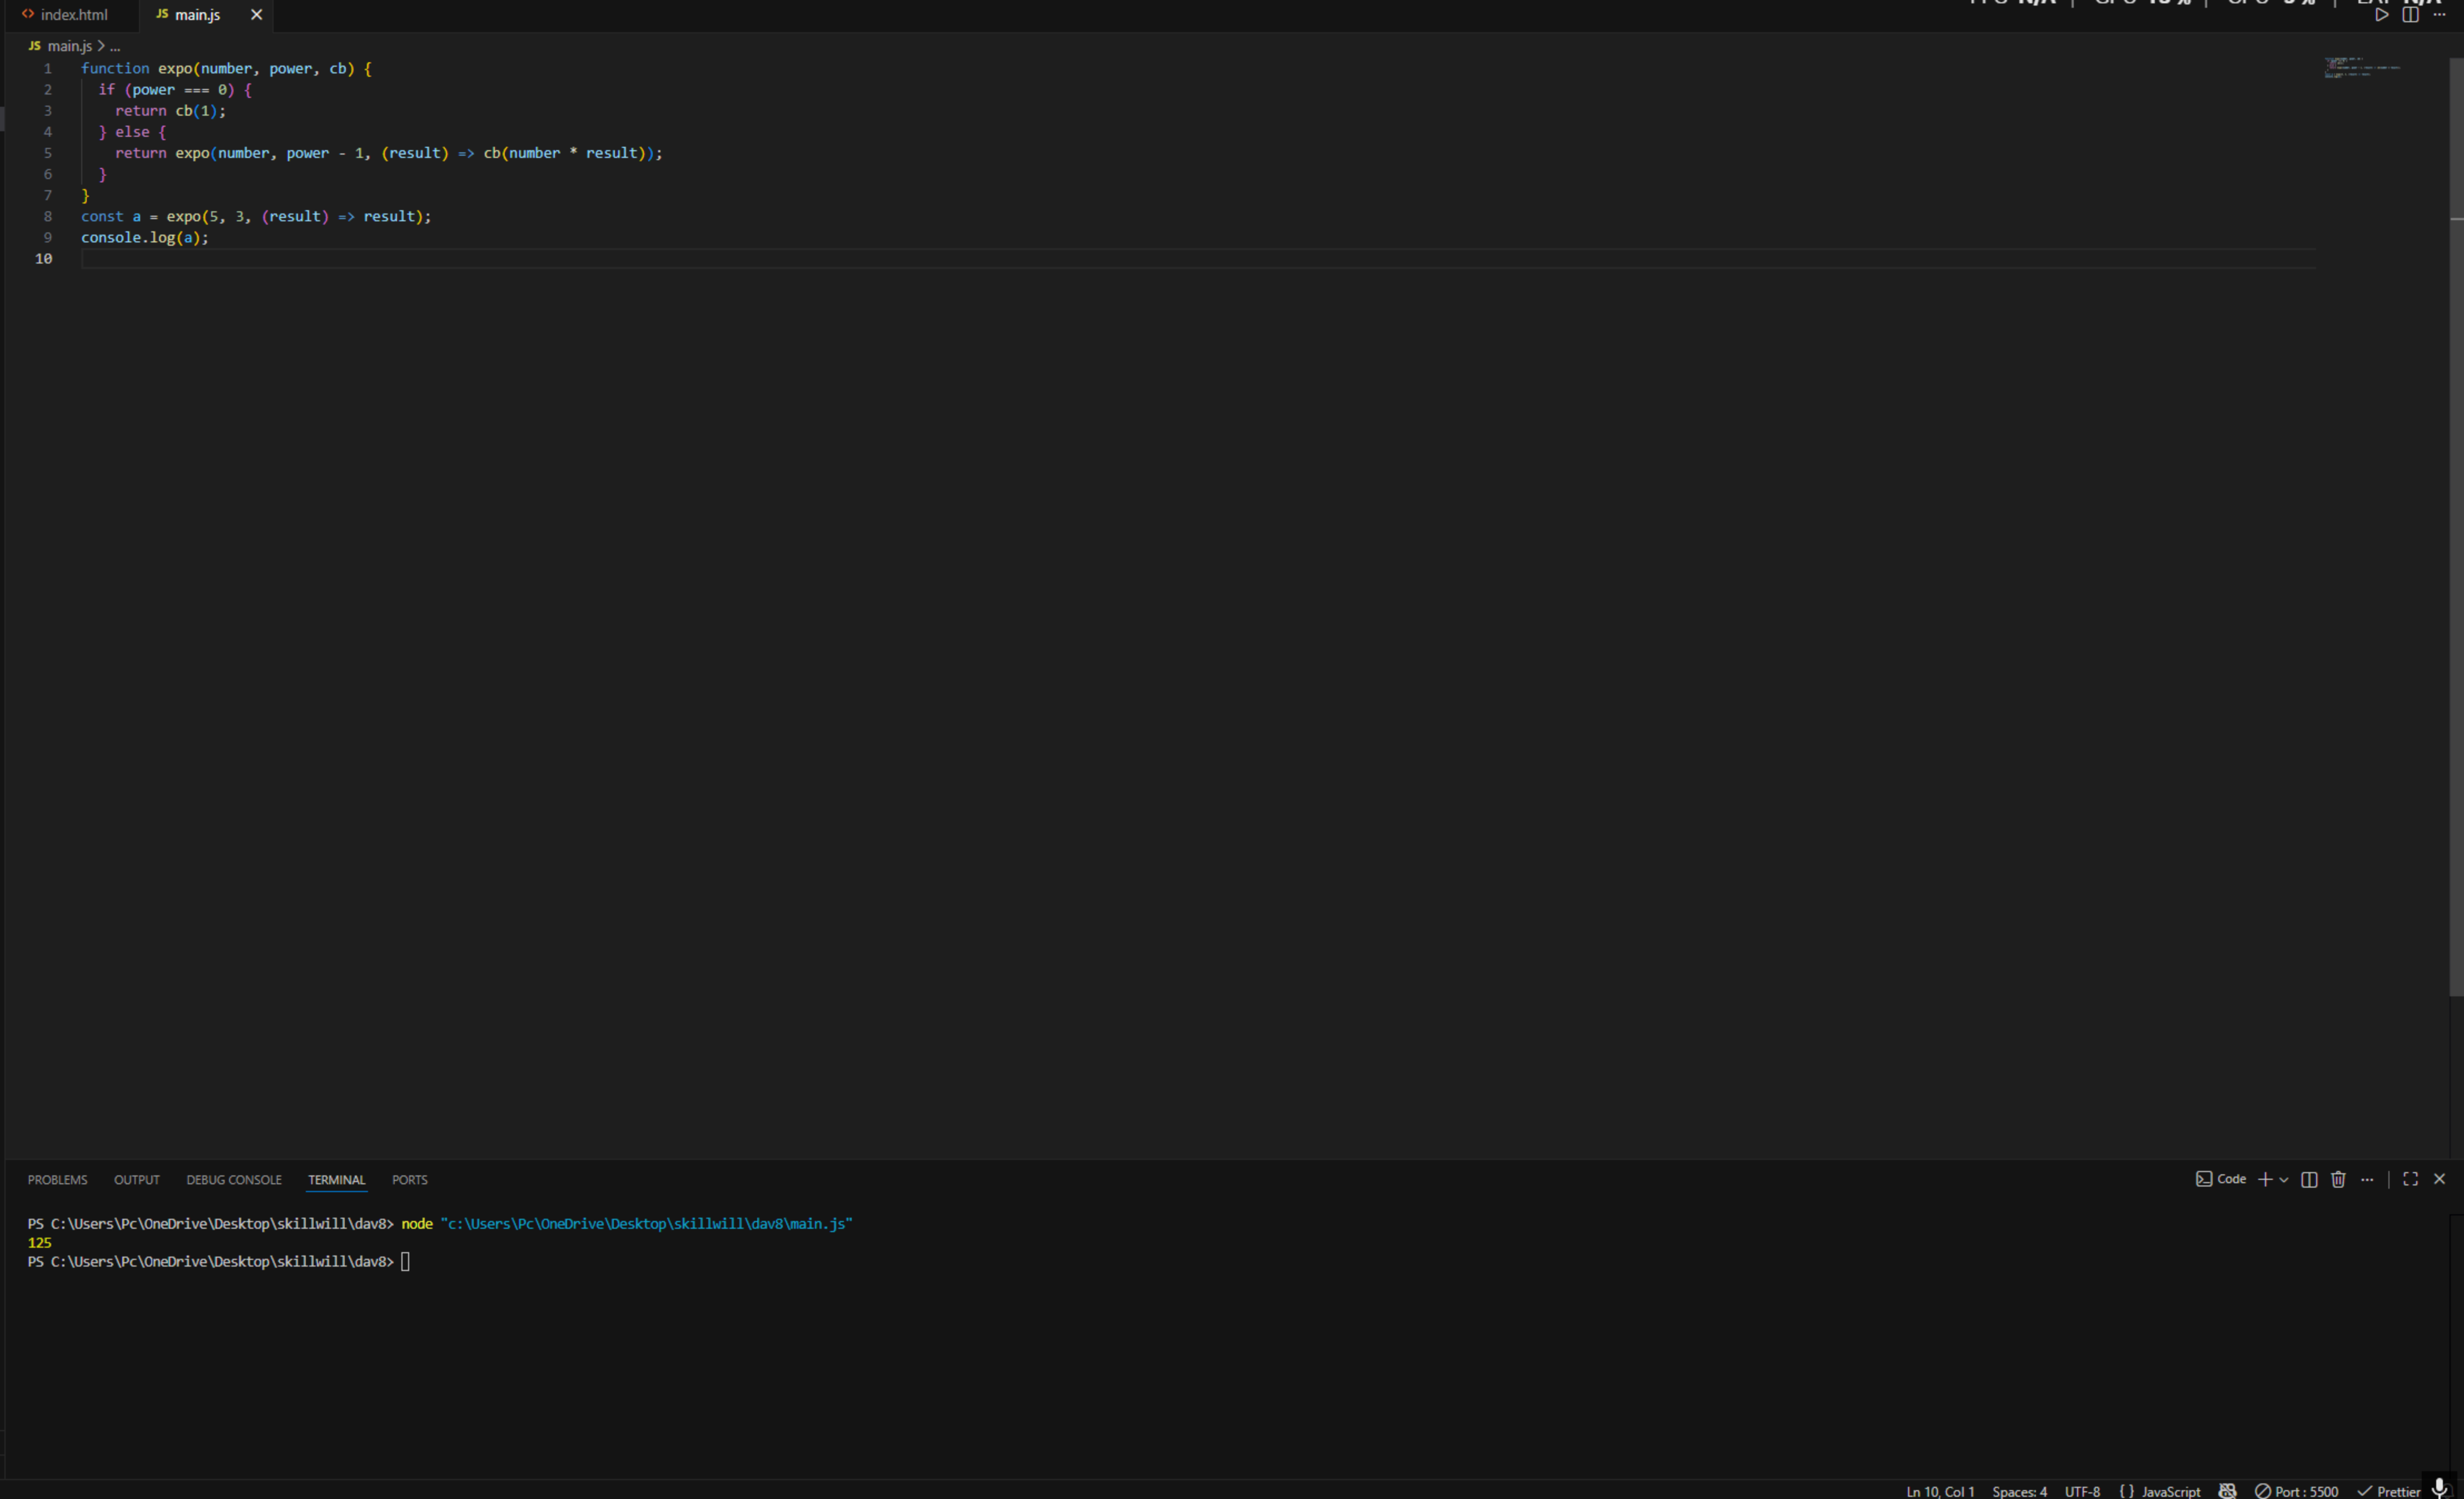 index.html JS main.js
JS main.js > ...
1 function expo(number, power, cb) {
2 if (power === 0) {
3 return cb(1);
4 } else {
5 return expo(number, power - 1, (result) => cb(number * result));
6 }
7 }
8 const a = expo(5, 3, (result) => result);
9 console.log(a);
10
PROBLEMS OUTPUT DEBUG CONSOLE TERMINAL PORTS Code
PS C:\Users\Pc\OneDrive\Desktop\skillwill\dav8> node "c:\Users\Pc\OneDrive\Desktop\skillwill\dav8\main.js"
125
PS C:\Users\Pc\OneDrive\Desktop\skillwill\dav8>
Ln 10, Col 1 Spaces: 4 UTF-8 {} JavaScript Port : 5500 Prettier